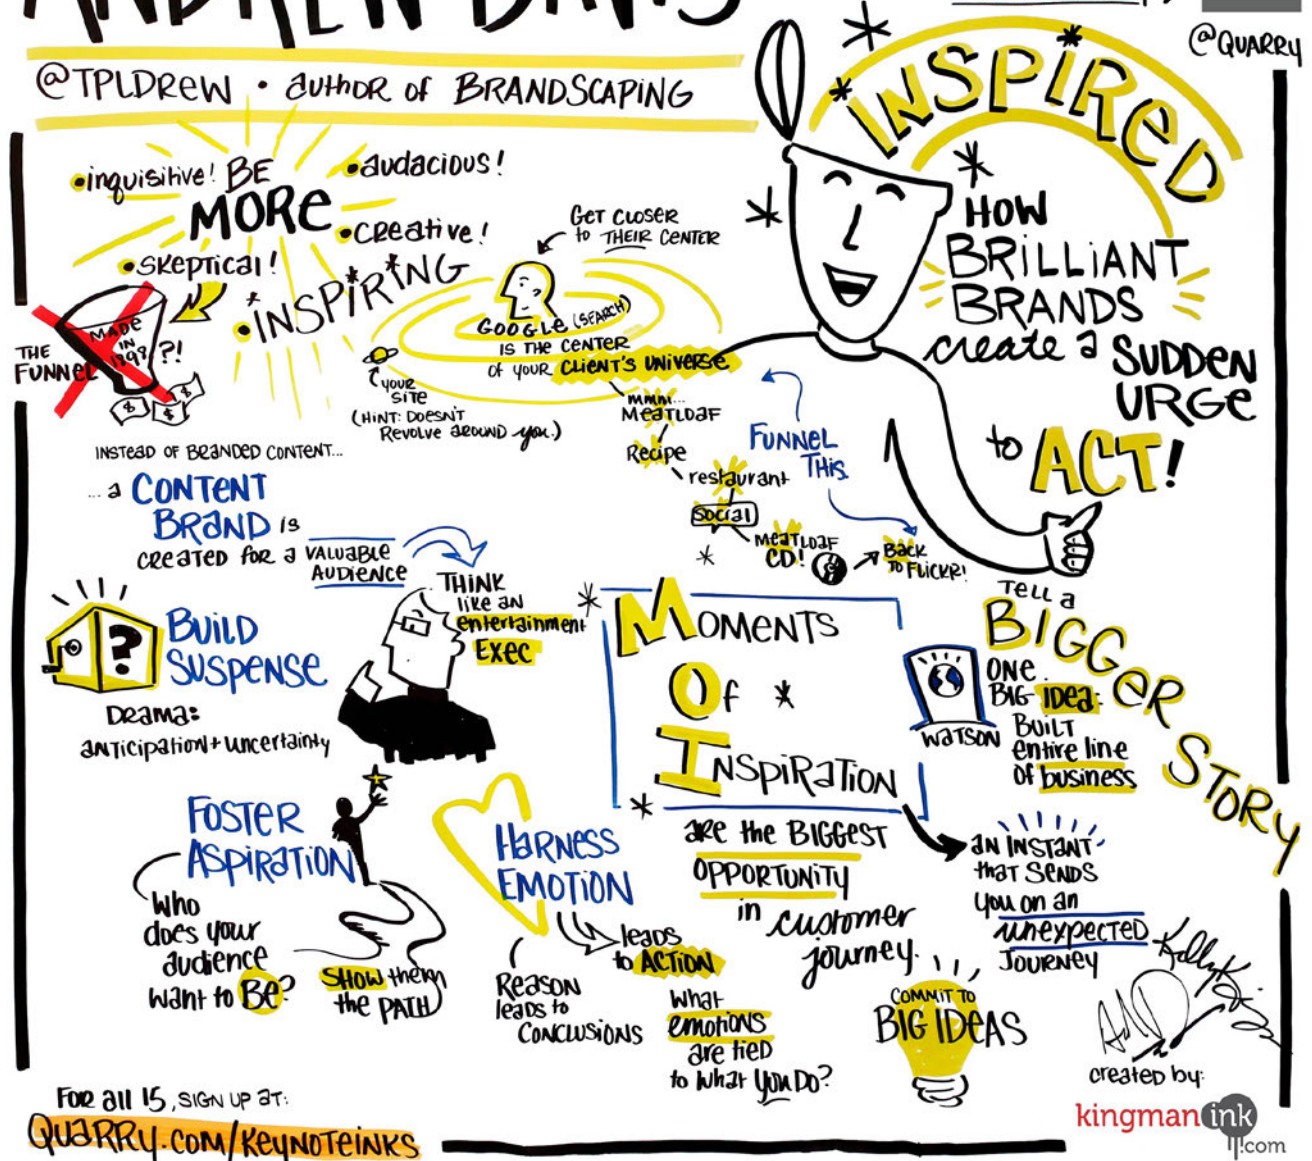 ANDREW DAVIS
@QUARRY
@TPLDREW • author of BRANDSCAPING
INSPIRED
HOW
BRILLIANT
BRANDS
create a SUDDEN
URGE
to ACT!
•inquisitive! BE
MORE
•audacious!
•creative!
•skeptical!
•INSPIRING
THE
FUNNEL
MADE
IN
1898
?!
$ $ $
GET CLOSER
to THEIR CENTER
GOOGLE (SEARCH)
IS THE CENTER
of YOUR CLIENT'S UNIVERSE
YOUR
SITE
(HINT: DOESN'T
REVOLVE AROUND you.)
mmm...
MEATLOAF
Recipe
restaurant
social
MEATLOAF
CD!
BACK
TO FLICKR!
FUNNEL
THIS
INSTEAD OF BRANDED CONTENT...
... a CONTENT
BRAND is
CREATED FOR a VALUABLE
AUDIENCE
THINK
like an
entertainment
EXEC
?
BUILD
SUSPENSE
DRAMA:
anticipation + uncertainty
FOSTER
ASPIRATION
Who
does your
audience
want to Be?
SHOW them
the PATH
HARNESS
EMOTION
leads
to ACTION
REASON
leads to
CONCLUSIONS
What
emotions
are tied
to what YOU DO?
MOMENTS
OF
INSPIRATION
are the BIGGEST
OPPORTUNITY
in customer
journey.
AN INSTANT
that SENDS
you on an
unexpected
JOURNEY
TELL a
BIGGER
STORY
WATSON
ONE
BIG IDEA:
BUILT
entire line
of business
COMMIT TO
BIG IDEAS
created by:
kingman ink
.com
FOR all 15, SIGN UP AT:
QUARRY.COM/KEYNOTEINKS